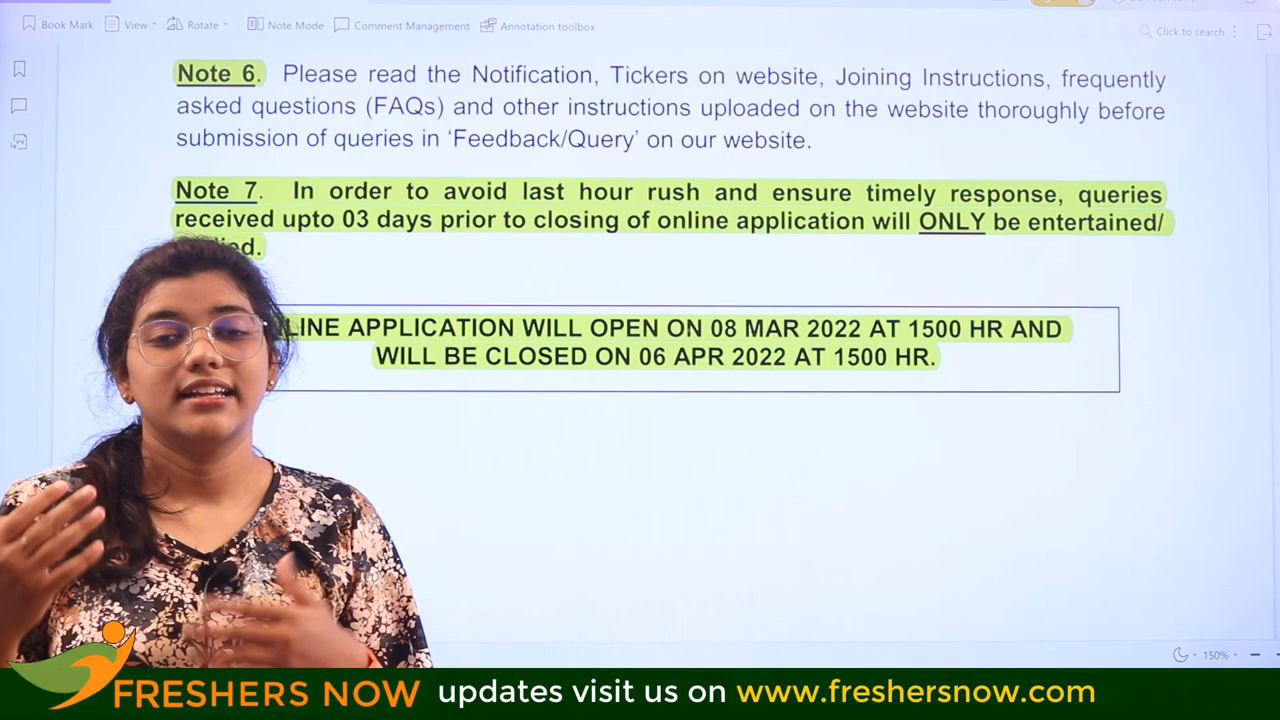 Book Mark View Rotate Note Mode Comment Management Annotation toolbox Click to search
Note 6. Please read the Notification, Tickers on website, Joining Instructions, frequently
asked questions (FAQs) and other instructions uploaded on the website thoroughly before
submission of queries in ‘Feedback/Query’ on our website.
Note 7. In order to avoid last hour rush and ensure timely response, queries
received upto 03 days prior to closing of online application will ONLY be entertained/
LINE APPLICATION WILL OPEN ON 08 MAR 2022 AT 1500 HR AND
WILL BE CLOSED ON 06 APR 2022 AT 1500 HR.
150%
FRESHERS NOW updates visit us on www.freshersnow.com